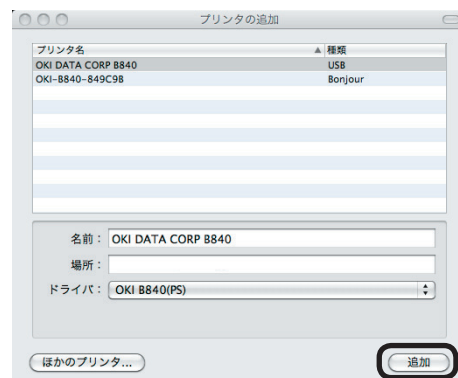 プリンタの追加
プリンタ名 ▲ 種類
OKI DATA CORP B840 USB
OKI-B840-849C9B Bonjour
名前： OKI DATA CORP B840
場所：
ドライバ： OKI B840(PS)
ほかのプリンタ... 追加